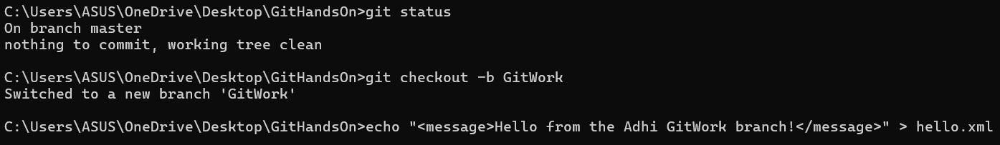 C:\Users\ASUS\OneDrive\Desktop\GitHandsOn>git status
On branch master
nothing to commit, working tree clean
C:\Users\ASUS\OneDrive\Desktop\GitHandsOn>git checkout -b GitWork
Switched to a new branch 'GitWork'
C:\Users\ASUS\OneDrive\Desktop\GitHandsOn>echo "<message>Hello from the Adhi GitWork branch!</message>" > hello.xml